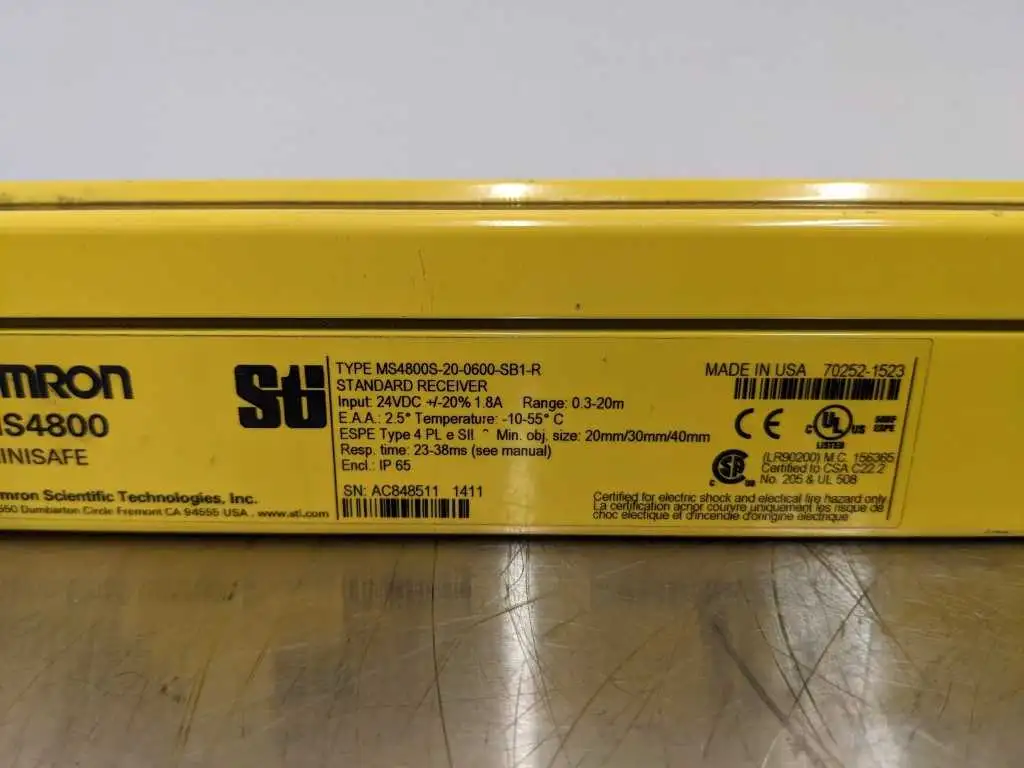 MRON
STi
MS4800
INISAFE
mron Scientific Technologies, Inc.
550 Dumbarton Circle Fremont CA 94555 USA . www.sti.com
TYPE MS4800S-20-0600-SB1-R
STANDARD RECEIVER
Input: 24VDC +/-20% 1.8A Range: 0.3-20m
E.A.A.: 2.5° Temperature: -10-55° C
ESPE Type 4 PL e SIL Min. obj. size: 20mm/30mm/40mm
Resp. time: 23-38ms (see manual)
Encl.: IP 65
SN: AC848511 1411
MADE IN USA 70252-1523
CE
C UL US
LISTED
(LR90200) M.C. 156365
Certified to CSA C22.2
No. 205 & UL 508
Certified for electric shock and electical fire hazard only
La certification acnor couvre uniquement les risque de
choc electique et d'incendie d'origine electrique